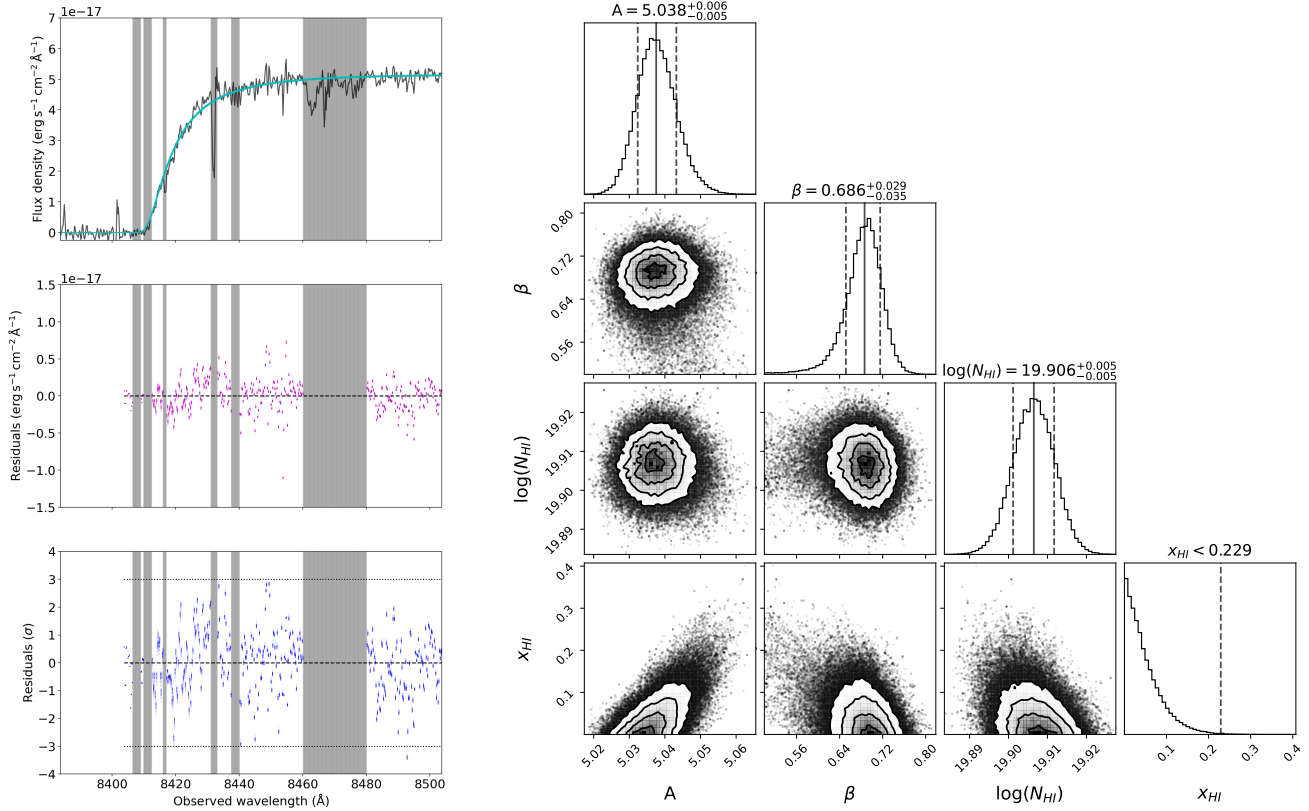 1e−17
7
6
5
4
3
2
1
0
Flux density (erg s⁻¹ cm⁻² Å⁻¹)
1e−17
1.5
1.0
0.5
0.0
−0.5
−1.0
−1.5
Residuals (erg s⁻¹ cm⁻² Å⁻¹)
4
3
2
1
0
−1
−2
−3
−4
Residuals (σ)
8400 8420 8440 8460 8480 8500
Observed wavelength (Å)
A = 5.038 +0.006 −0.005
β = 0.686 +0.029 −0.035
0.80
0.72
0.64
0.56
β
log(N_HI) = 19.906 +0.005 −0.005
19.92
19.91
19.90
19.89
log(N_HI)
x_HI < 0.229
0.4
0.3
0.2
0.1
x_HI
5.02 5.03 5.04 5.05 5.06
A
0.56 0.64 0.72 0.80
β
19.89 19.90 19.91 19.92
log(N_HI)
0.1 0.2 0.3 0.4
x_HI